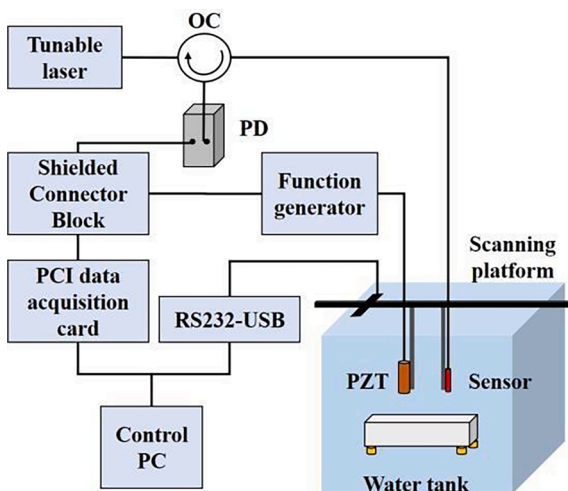 OC
Tunable
laser
PD
Shielded
Connector
Block
Function
generator
Scanning
platform
PCI data
acquisition
card
RS232-USB
PZT
Sensor
Control
PC
Water tank